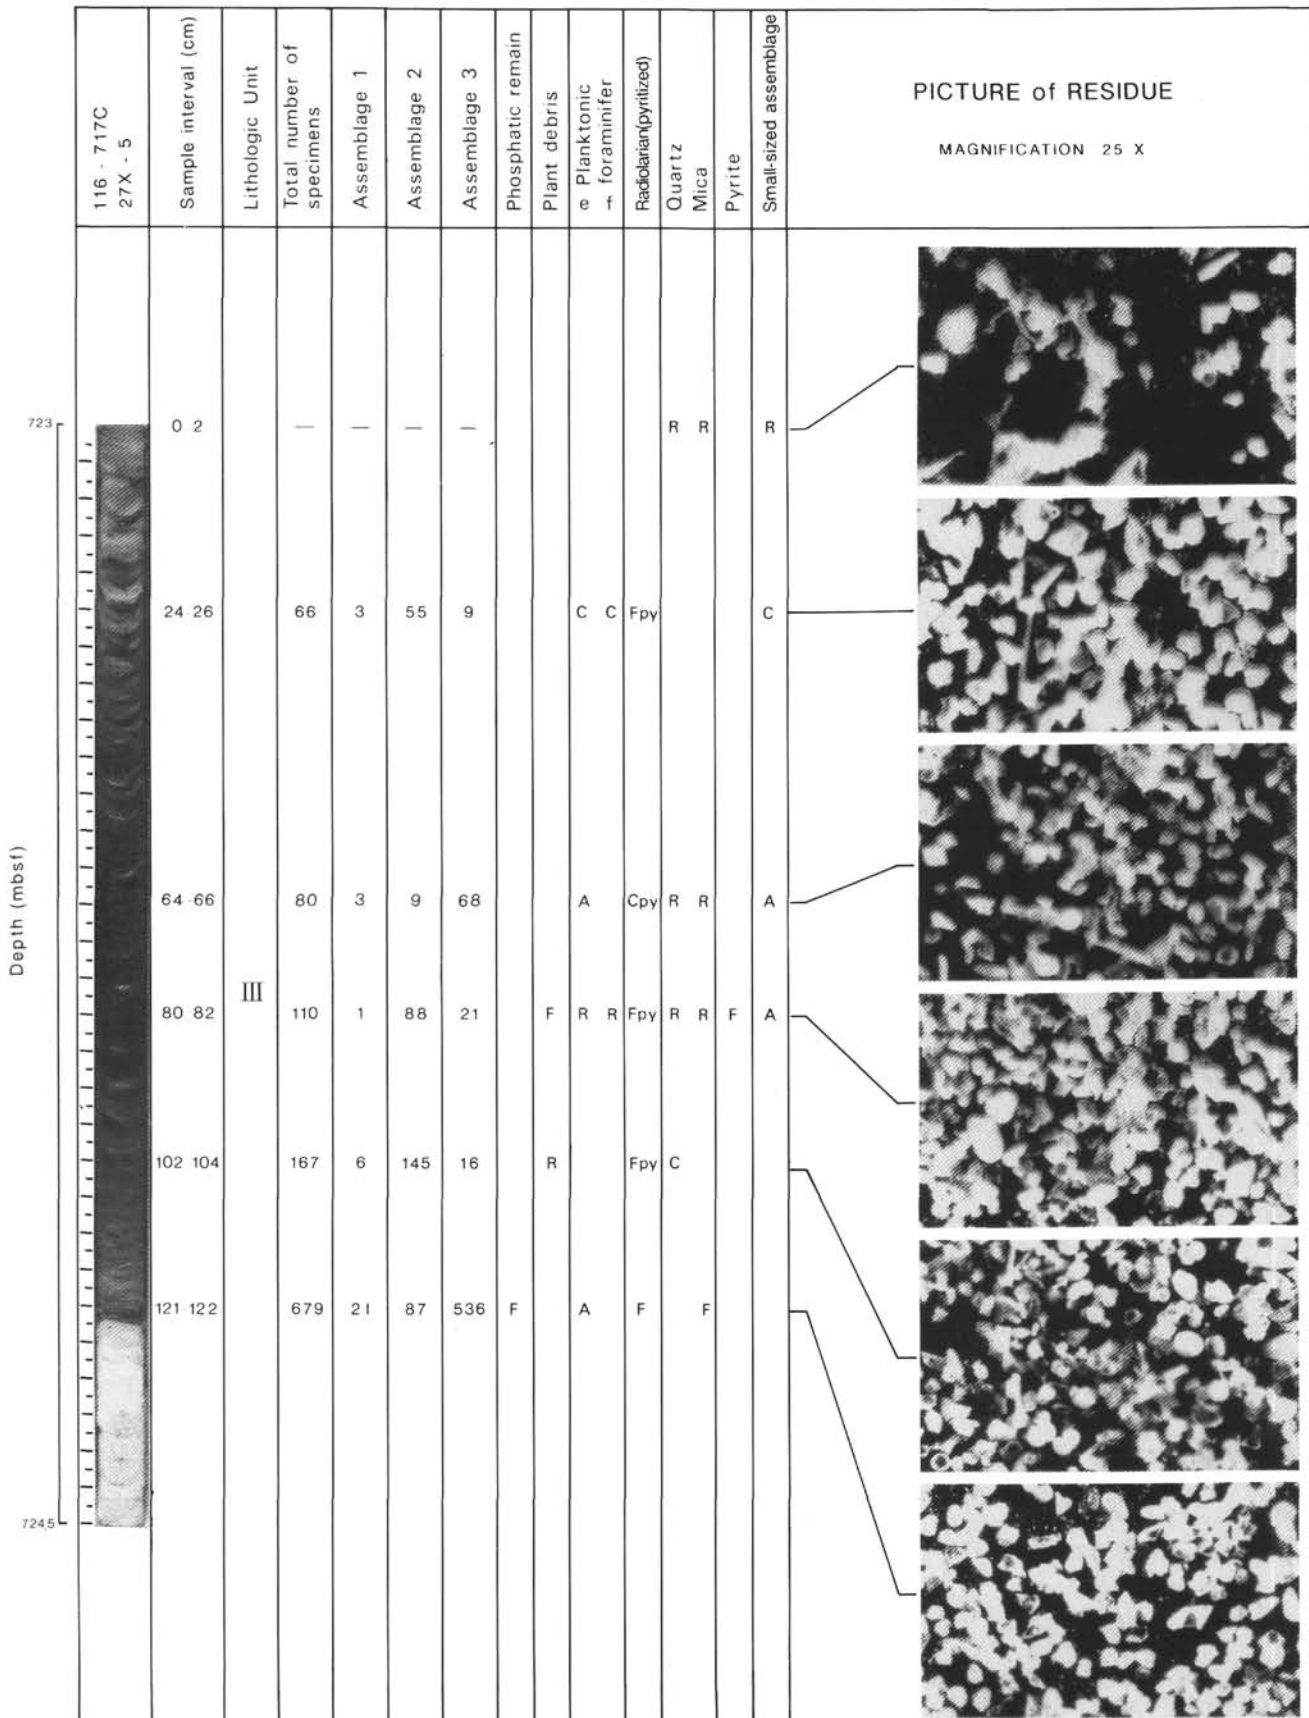 116 - 717C
27X - 5
Sample interval (cm)
Lithologic Unit
Total number of
specimens
Assemblage 1
Assemblage 2
Assemblage 3
Phosphatic remain
Plant debris
e Planktonic
f foraminifer
Radiolarian(pyritized)
Quartz
Mica
Pyrite
Small-sized assemblage
PICTURE of RESIDUE
MAGNIFICATION 25 X
Depth (mbsf)
723
0 2 — — — — R R R
24-26 66 3 55 9 C C Fpy C
64-66 80 3 9 68 A Cpy R R A
III
80 82 110 1 88 21 F R R Fpy R R F A
102 104 167 6 145 16 R Fpy C
121-122 679 21 87 536 F A F F
724.5